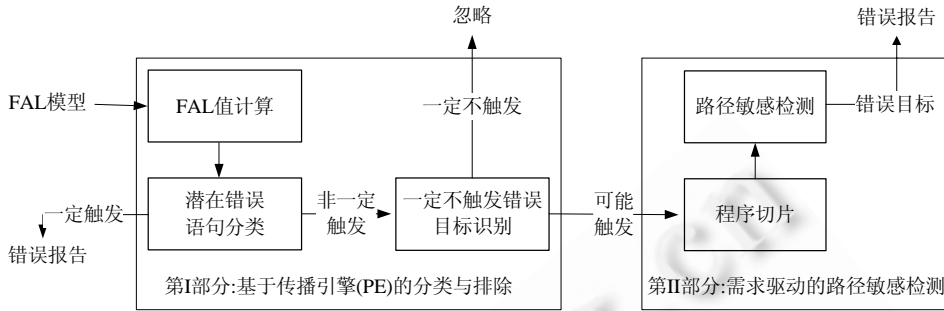 忽略
错误报告
FAL模型
FAL值计算
一定不触发
路径敏感检测
错误目标
一定触发
潜在错误
语句分类
非一定
触发
一定不触发错误
目标识别
可能
触发
程序切片
错误报告
第I部分:基于传播引擎(PE)的分类与排除
第II部分:需求驱动的路径敏感检测